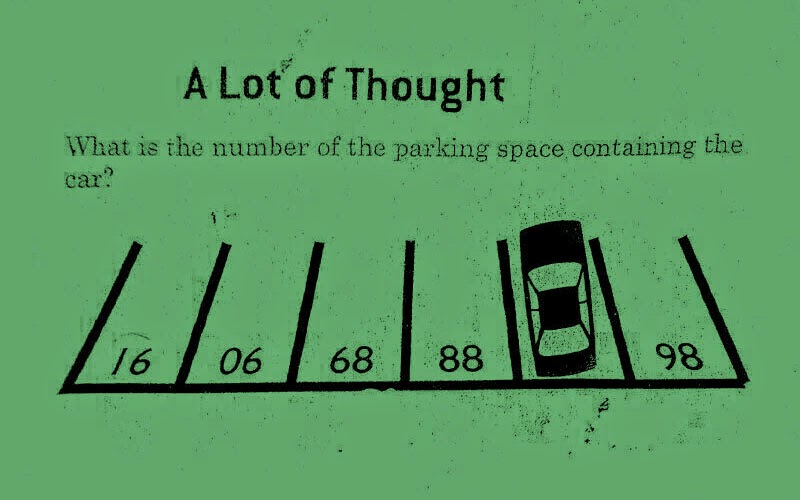 A Lot of Thought
What is the number of the parking space containing the
car?
16 06 68 88 98